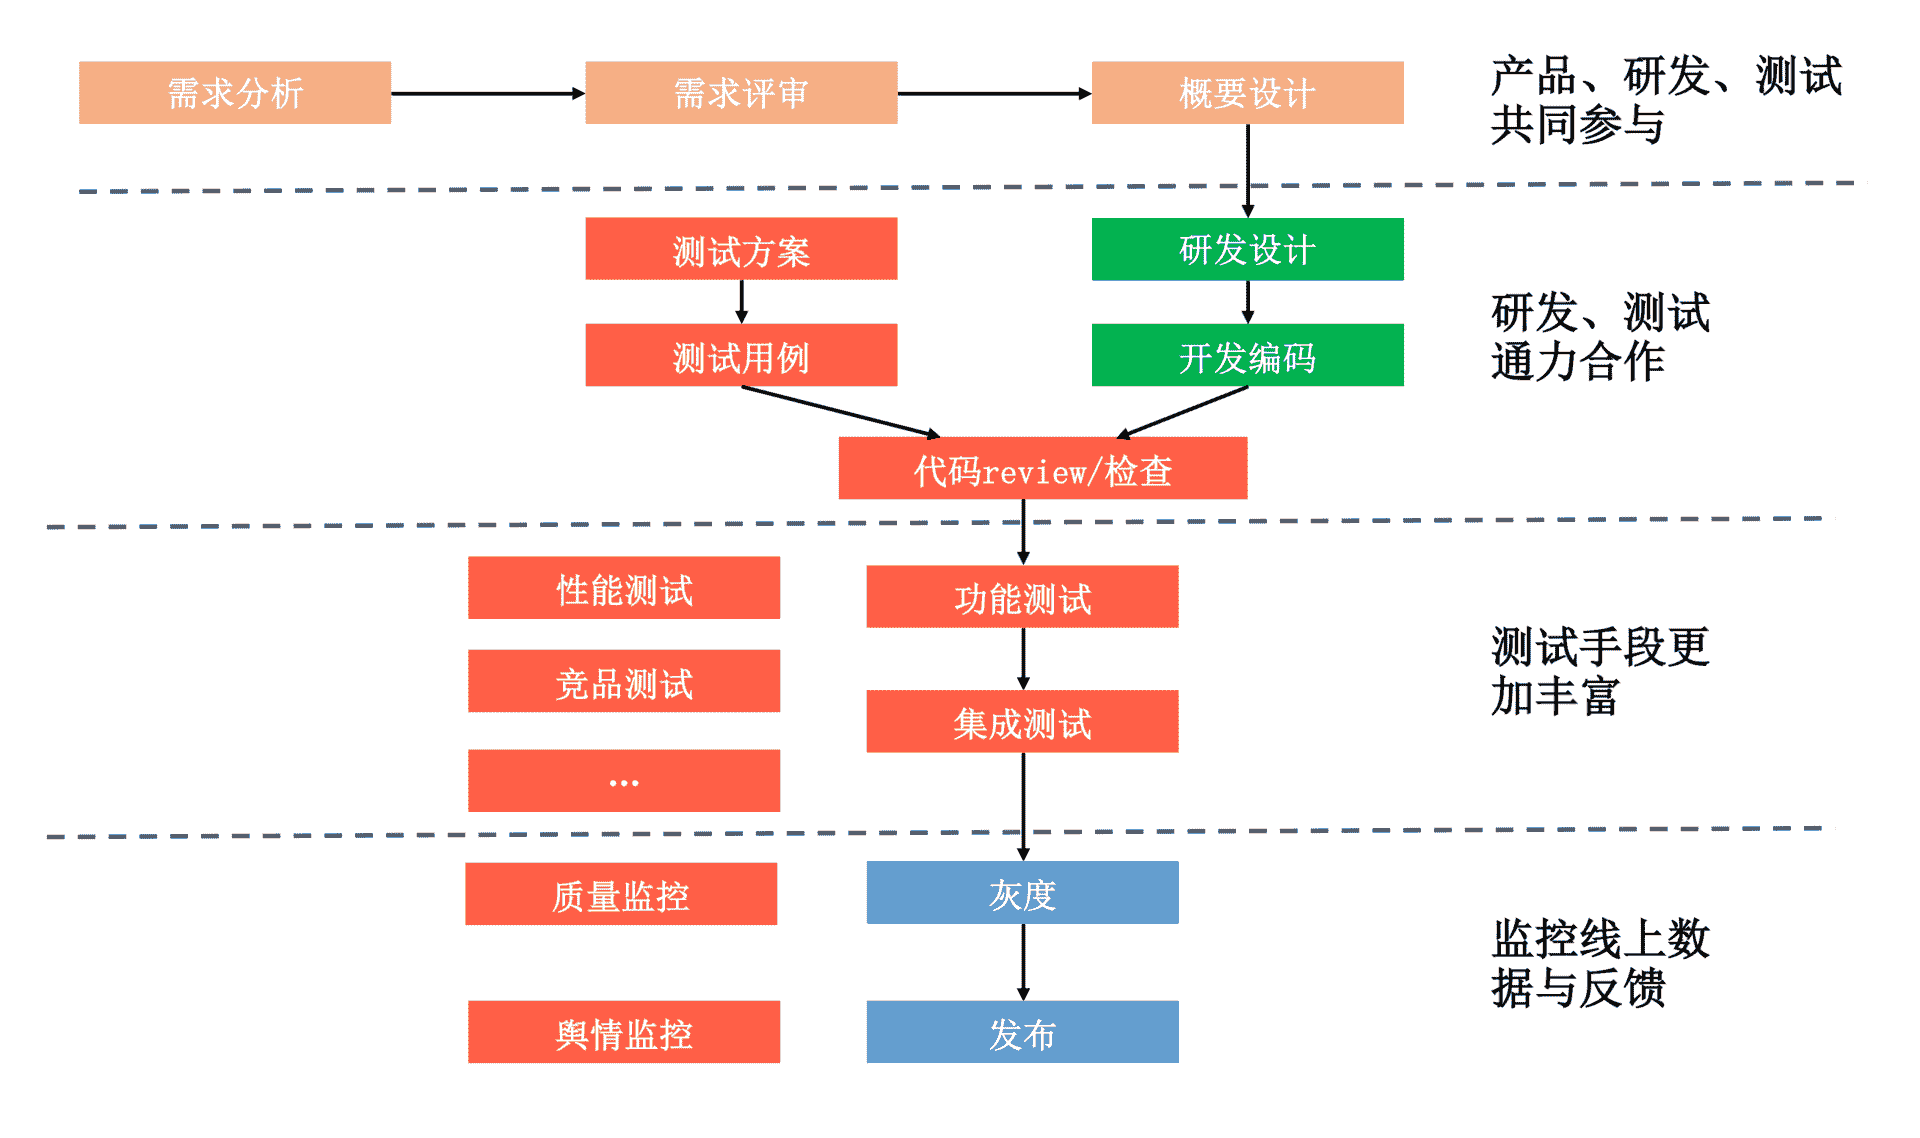 需求分析
需求评审
概要设计
产品、研发、测试
共同参与
测试方案
研发设计
测试用例
开发编码
研发、测试
通力合作
代码review/检查
性能测试
功能测试
竞品测试
集成测试
...
测试手段更
加丰富
质量监控
灰度
舆情监控
发布
监控线上数
据与反馈